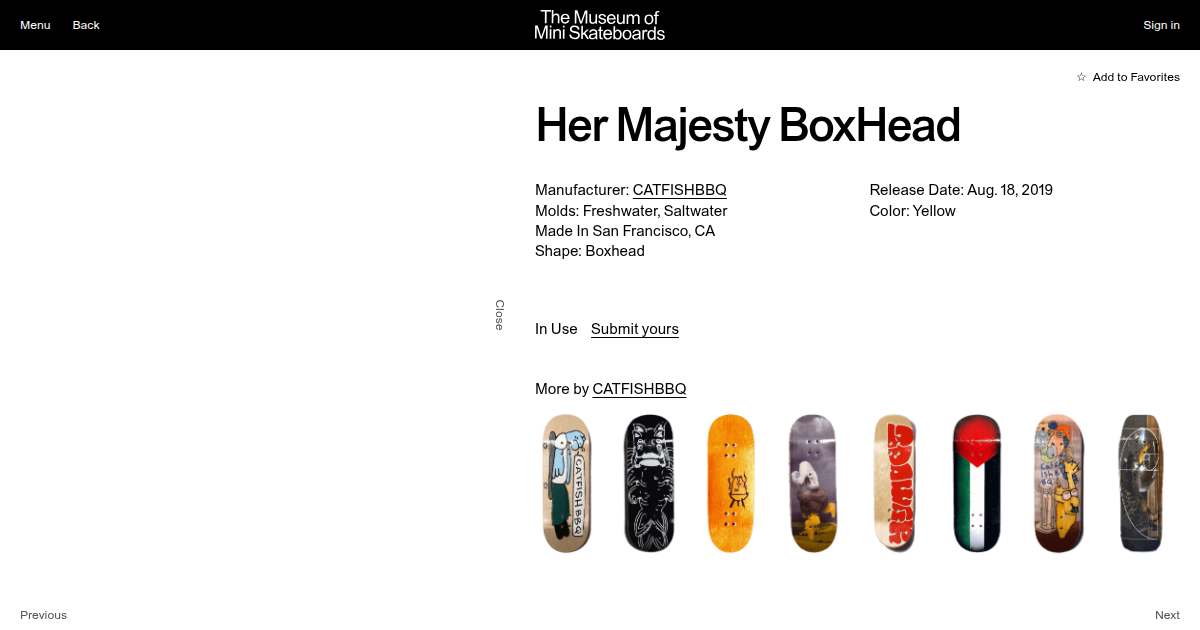 Menu
Back
The Museum of
Mini Skateboards
Sign in
☆ Add to Favorites
Her Majesty BoxHead
Manufacturer: CATFISHBBQ
Molds: Freshwater, Saltwater
Made In San Francisco, CA
Shape: Boxhead
Release Date: Aug. 18, 2019
Color: Yellow
Close
In Use
Submit yours
More by CATFISHBBQ
CATFISH BBQ
Previous
Next